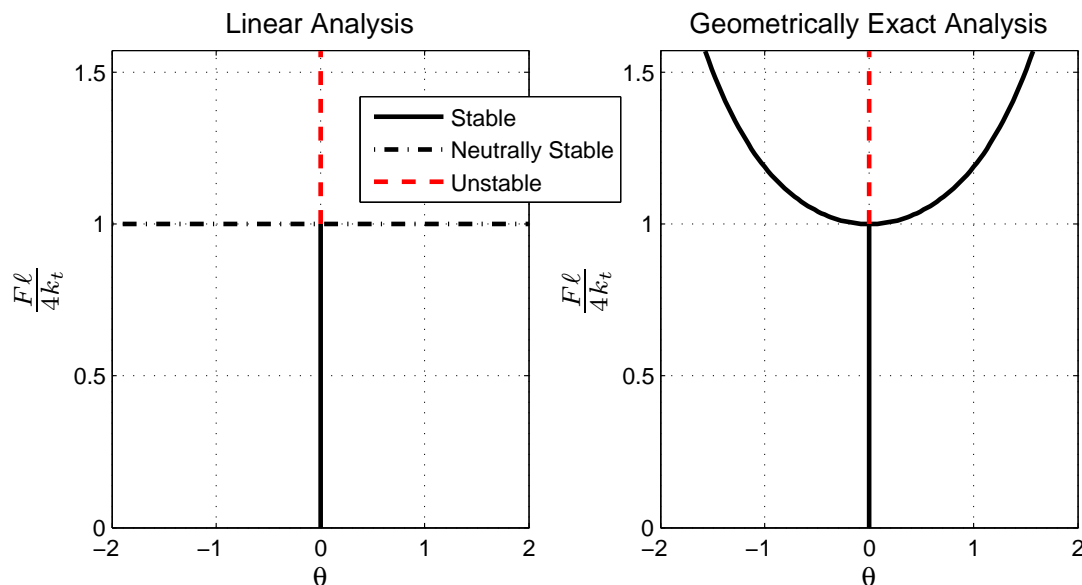 Linear Analysis
1.5
1
0.5
0
−2 −1 0 1 2
θ
Fℓ
4k_t
Stable
Neutrally Stable
Unstable
Geometrically Exact Analysis
1.5
1
0.5
0
−2 −1 0 1 2
θ
Fℓ
4k_t